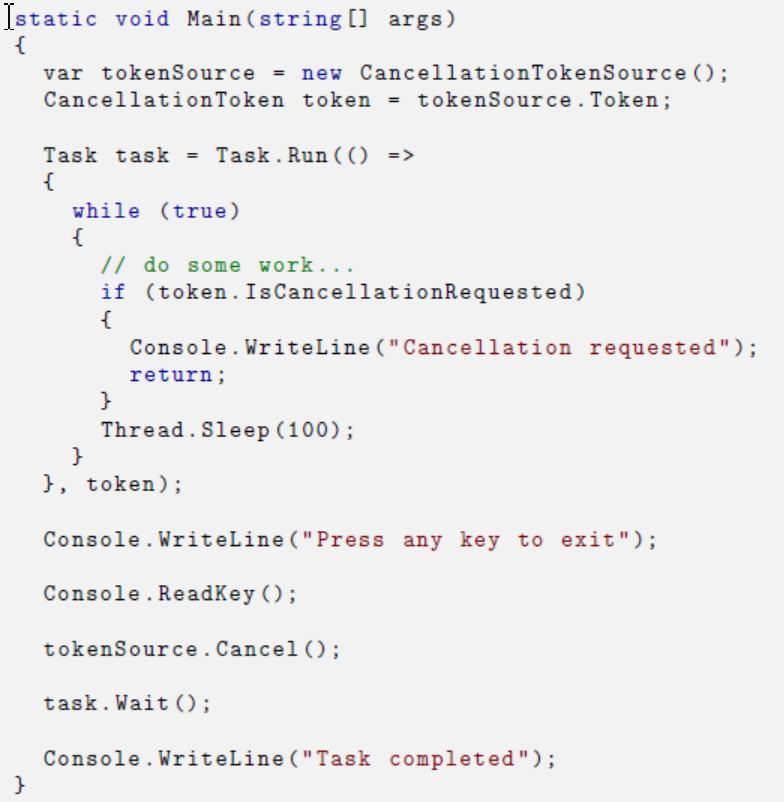 static void Main(string[] args)
{
var tokenSource = new CancellationTokenSource();
CancellationToken token = tokenSource.Token;
Task task = Task.Run(() =>
{
while (true)
{
// do some work...
if (token.IsCancellationRequested)
{
Console.WriteLine("Cancellation requested");
return;
}
Thread.Sleep(100);
}
}, token);
Console.WriteLine("Press any key to exit");
Console.ReadKey();
tokenSource.Cancel();
task.Wait();
Console.WriteLine("Task completed");
}